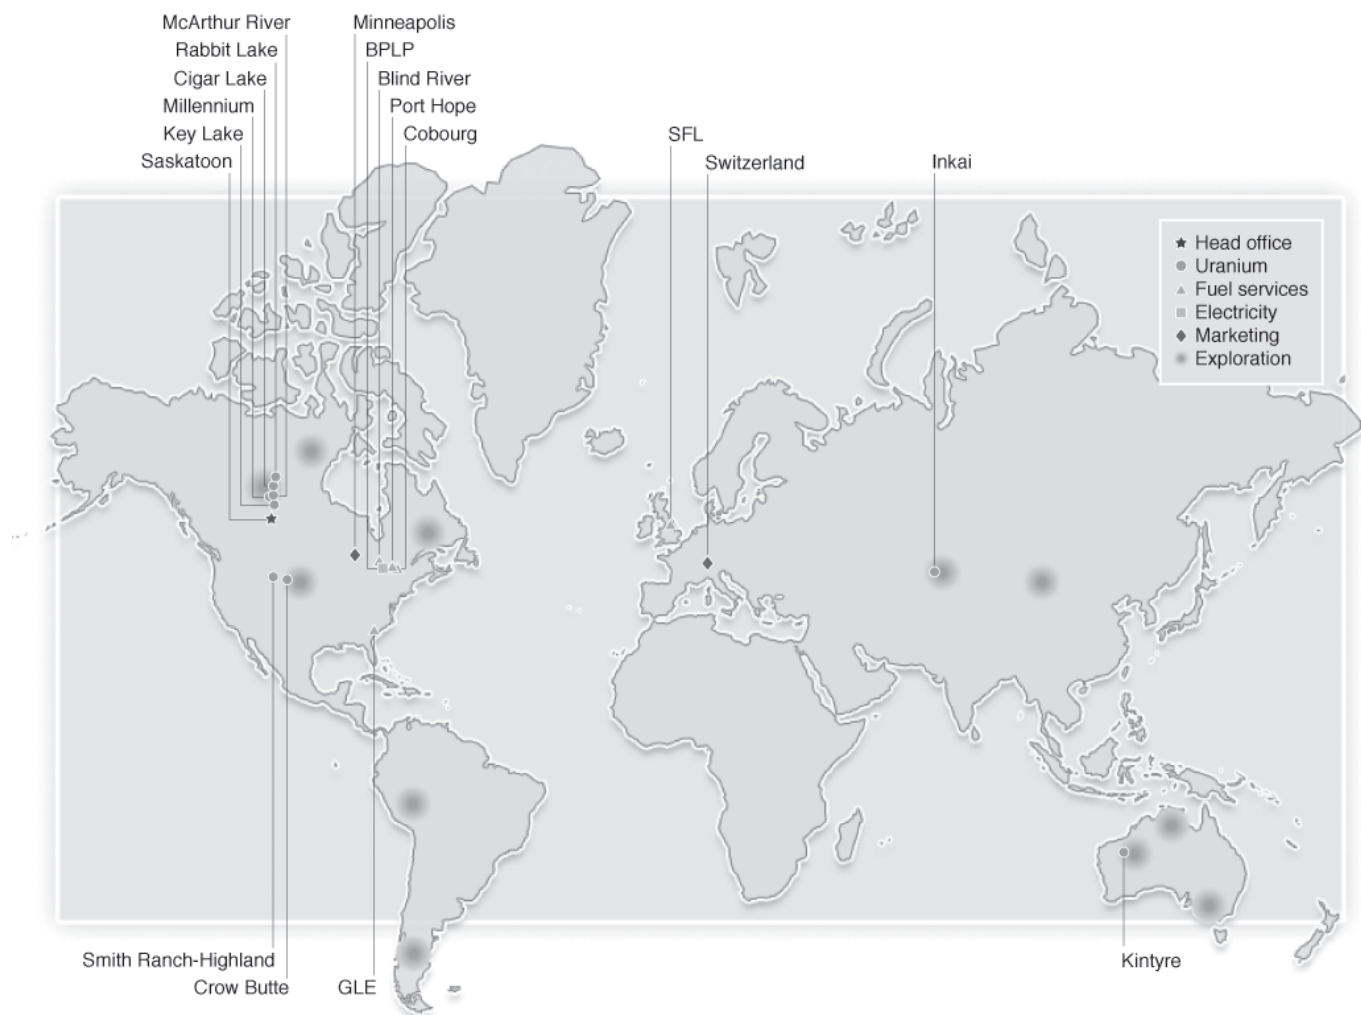 McArthur River
Rabbit Lake
Cigar Lake
Millennium
Key Lake
Saskatoon
Minneapolis
BPLP
Blind River
Port Hope
Cobourg
SFL
Switzerland
Inkai
Head office
Uranium
Fuel services
Electricity
Marketing
Exploration
Smith Ranch-Highland
Crow Butte
GLE
Kintyre